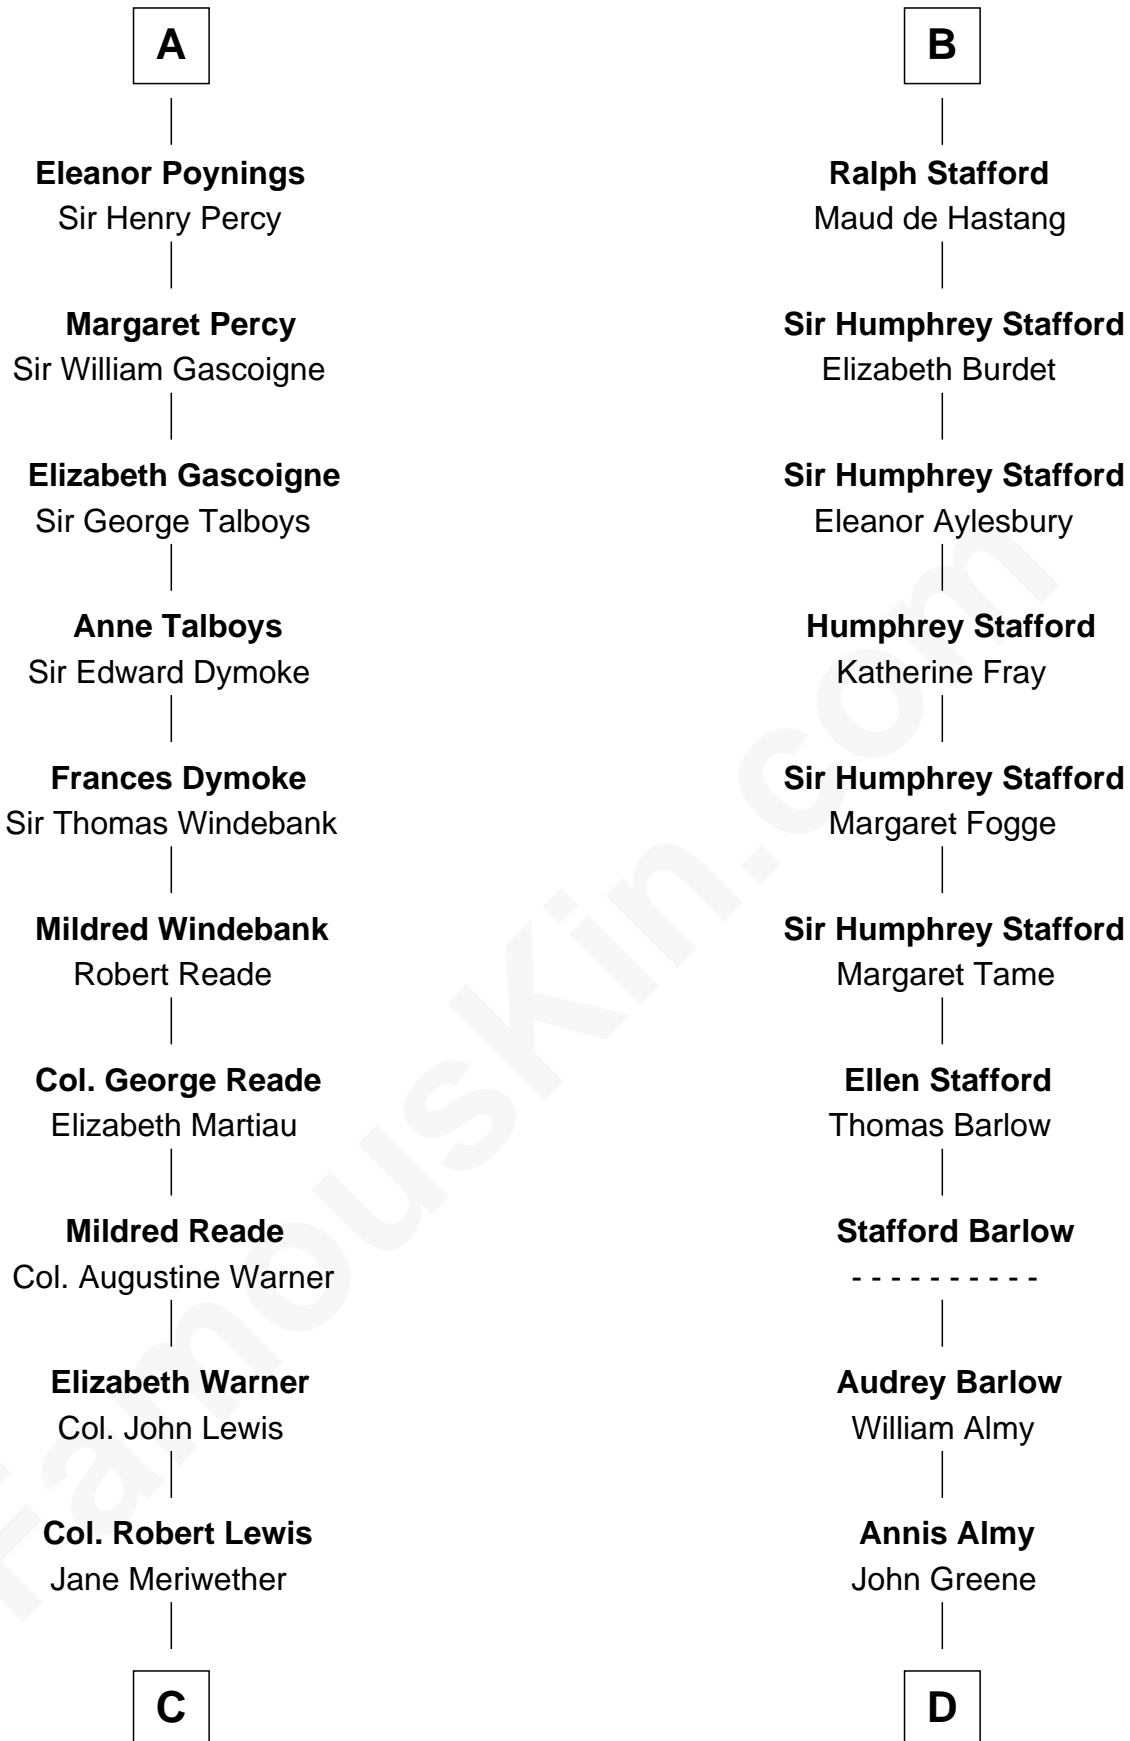 A
Eleanor Poynings
Sir Henry Percy
Margaret Percy
Sir William Gascoigne
Elizabeth Gascoigne
Sir George Talboys
Anne Talboys
Sir Edward Dymoke
Frances Dymoke
Sir Thomas Windebank
Mildred Windebank
Robert Reade
Col. George Reade
Elizabeth Martiau
Mildred Reade
Col. Augustine Warner
Elizabeth Warner
Col. John Lewis
Col. Robert Lewis
Jane Meriwether
C
B
Ralph Stafford
Maud de Hastang
Sir Humphrey Stafford
Elizabeth Burdet
Sir Humphrey Stafford
Eleanor Aylesbury
Humphrey Stafford
Katherine Fray
Sir Humphrey Stafford
Margaret Fogge
Sir Humphrey Stafford
Margaret Tame
Ellen Stafford
Thomas Barlow
Stafford Barlow
- - - - - - - - - -
Audrey Barlow
William Almy
Annis Almy
John Greene
D
FamousKin.com